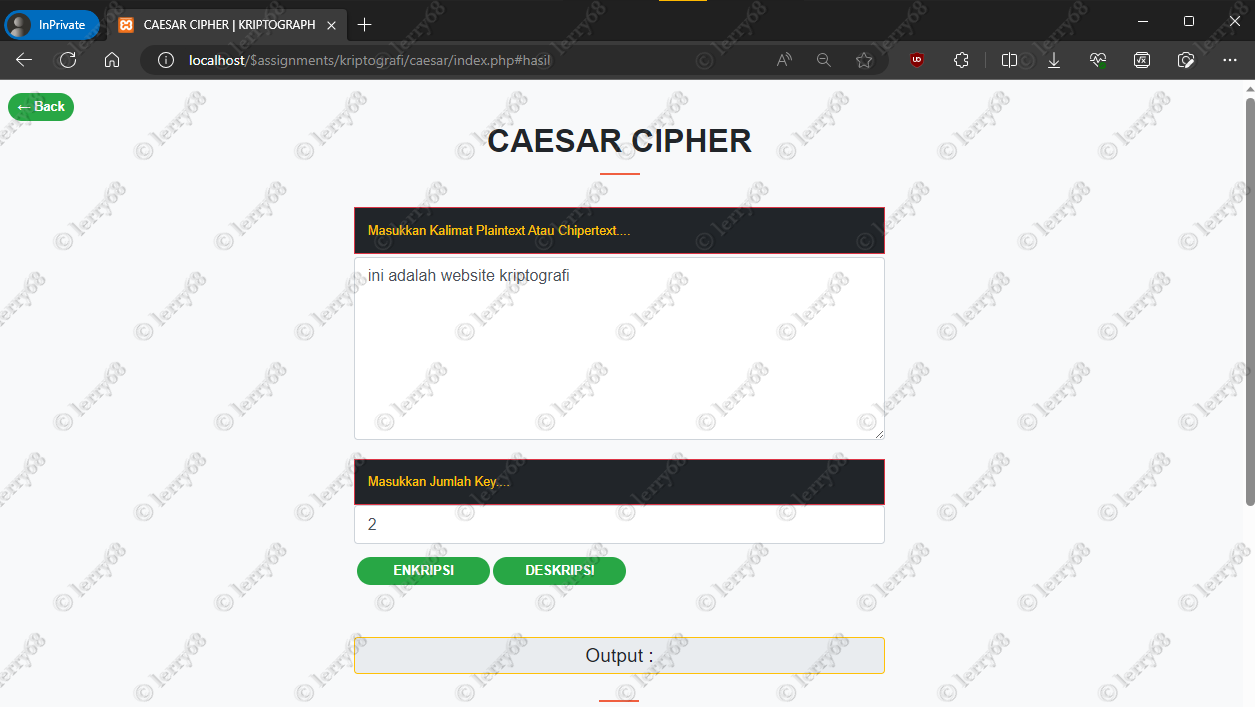 InPrivate
CAESAR CIPHER | KRIPTOGRAPH
localhost/$assignments/kriptografi/caesar/index.php#hasil
← Back
CAESAR CIPHER
Masukkan Kalimat Plaintext Atau Chipertext....
ini adalah website kriptografi
Masukkan Jumlah Key....
2
ENKRIPSI DESKRIPSI
Output :
© lerry68